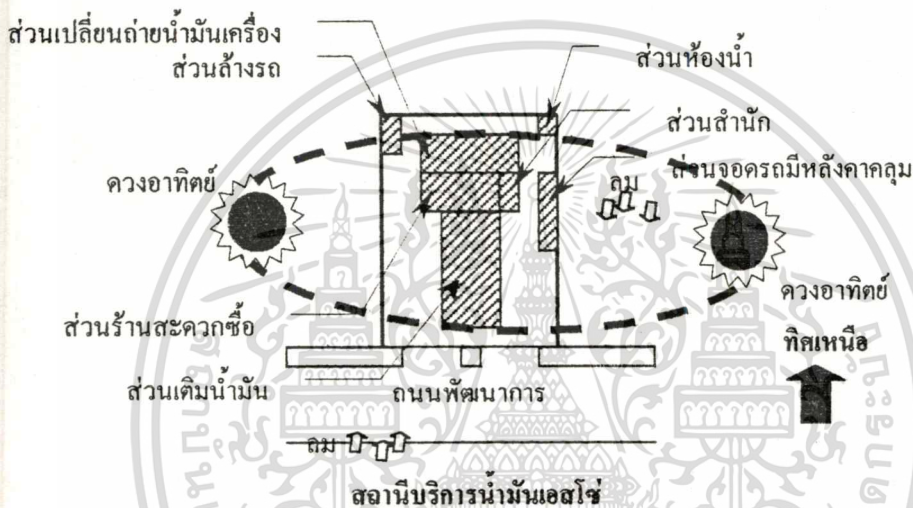 ส่วนเปลี่ยนถ่ายน้ำมันเครื่อง
ส่วนล้างรถ
ส่วนห้องน้ำ
ส่วนสำนัก
ส่วนจอดรถมีหลังคาคลุม
ลม
ดวงอาทิตย์
ดวงอาทิตย์
ทิศเหนือ
ส่วนร้านสะดวกซื้อ
ส่วนเติมน้ำมัน
ถนนพัฒนาการ
ลม
สถานีบริการน้ำมันเอสโซ่